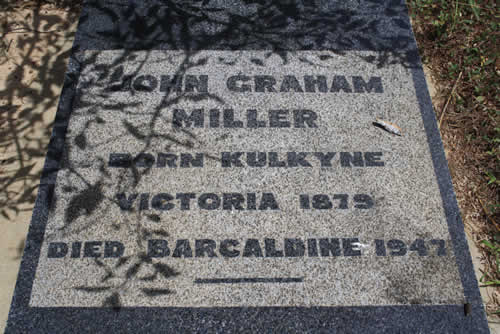 JOHN GRAHAM
MILLER
BORN KULKYNE
VICTORIA 1879
DIED BARCALDINE 1947